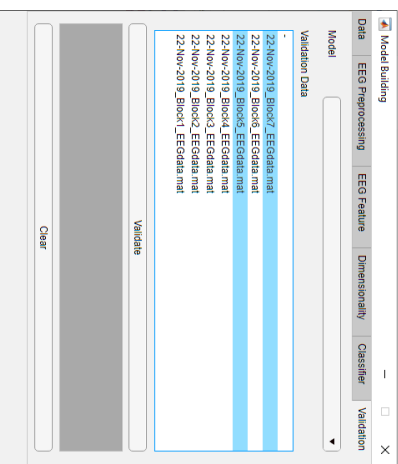 Model Building
Data EEG Preprocessing EEG Feature Dimensionality Classifier Validation
Model
Validation Data
-
22-Nov-2019_Block7_EEGdata.mat
22-Nov-2019_Block6_EEGdata.mat
22-Nov-2019_Block5_EEGdata.mat
22-Nov-2019_Block4_EEGdata.mat
22-Nov-2019_Block3_EEGdata.mat
22-Nov-2019_Block2_EEGdata.mat
22-Nov-2019_Block1_EEGdata.mat
Validate
Clear